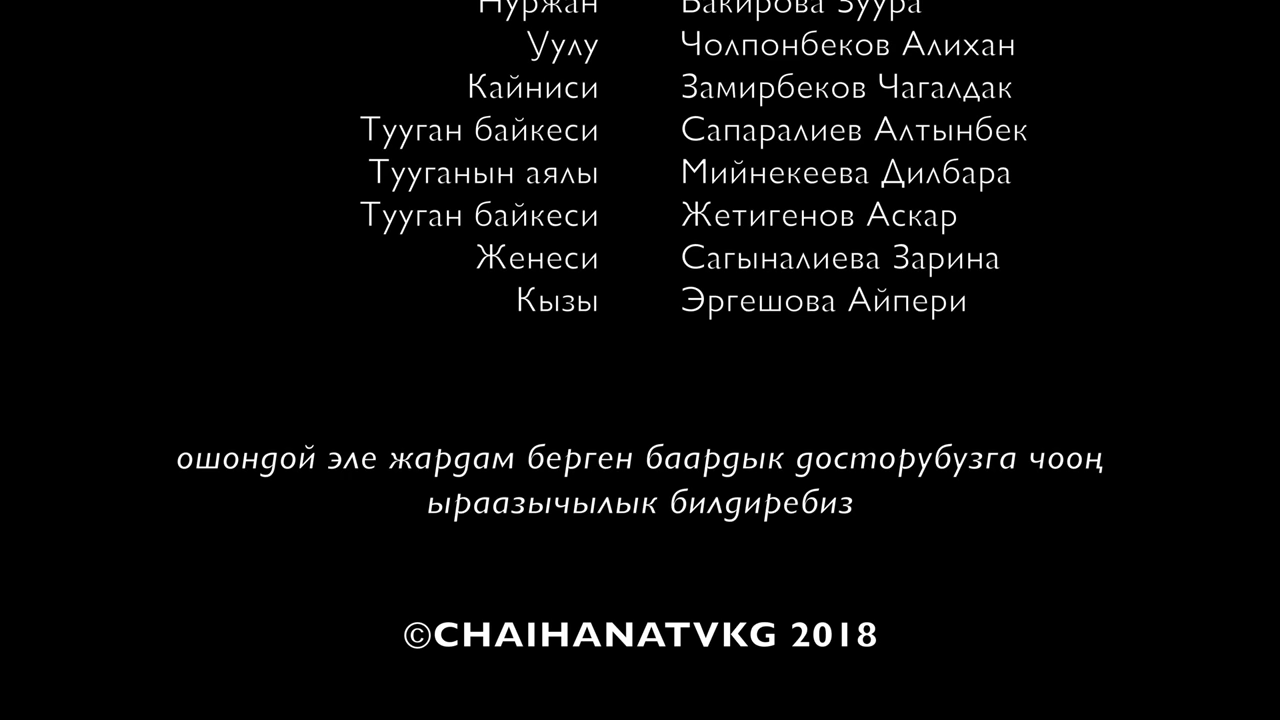 Нуржан Бакирова Зуура
Уулу Чолпонбеков Алихан
Кайниси Замирбеков Чагалдак
Тууган байкеси Сапаралиев Алтынбек
Тууганын аялы Мийнекеева Дилбара
Тууган байкеси Жетигенов Аскар
Женеси Сагыналиева Зарина
Кызы Эргешова Айпери
ошондой эле жардам берген баардык досторубузга чооң
ыраазычылык билдиребиз
©CHAIHANATVKG 2018